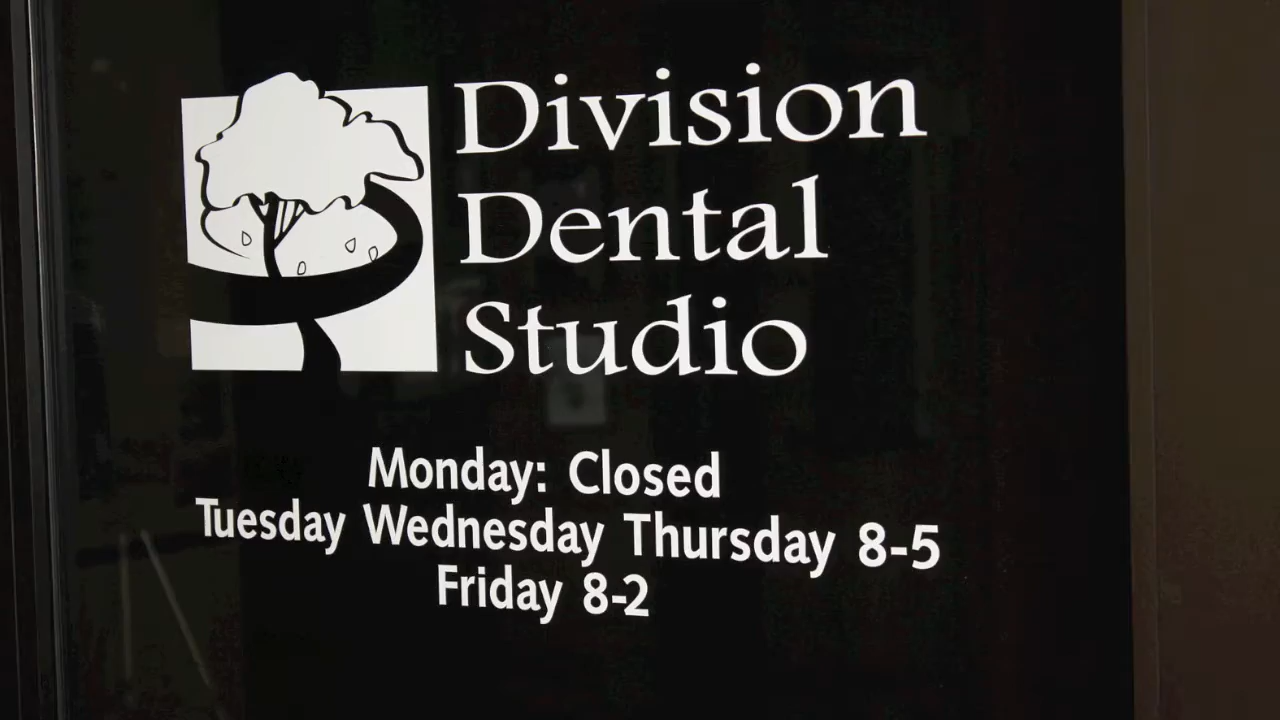 Division
Dental
Studio
Monday: Closed
Tuesday Wednesday Thursday 8-5
Friday 8-2